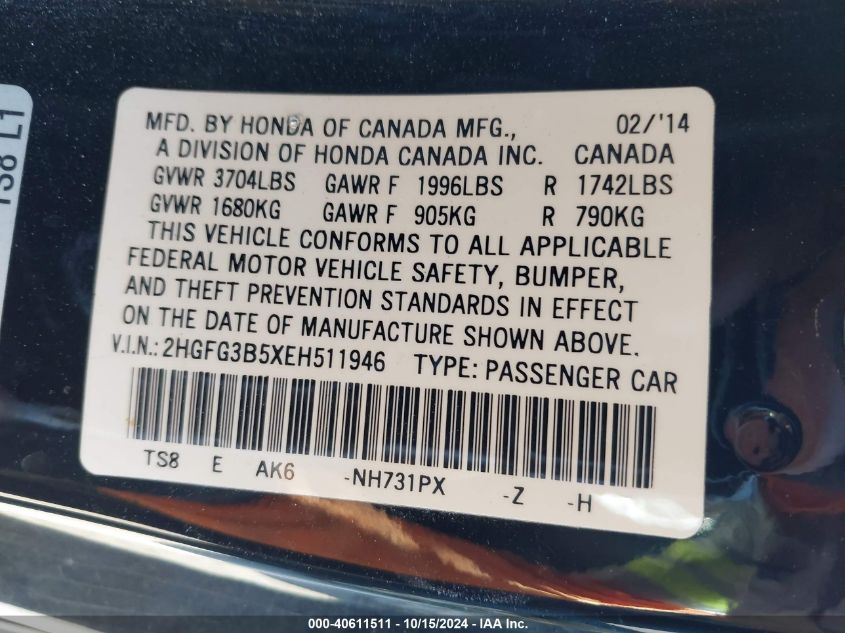 TS8 L1
MFD. BY HONDA OF CANADA MFG., 02/'14
A DIVISION OF HONDA CANADA INC. CANADA
GVWR 3704LBS GAWR F 1996LBS R 1742LBS
GVWR 1680KG GAWR F 905KG R 790KG
THIS VEHICLE CONFORMS TO ALL APPLICABLE
FEDERAL MOTOR VEHICLE SAFETY, BUMPER,
AND THEFT PREVENTION STANDARDS IN EFFECT
ON THE DATE OF MANUFACTURE SHOWN ABOVE.
V.I.N.: 2HGFG3B5XEH511946 TYPE: PASSENGER CAR
TS8 E AK6 -NH731PX -Z -H
000-40611511 - 10/15/2024 - IAA Inc.